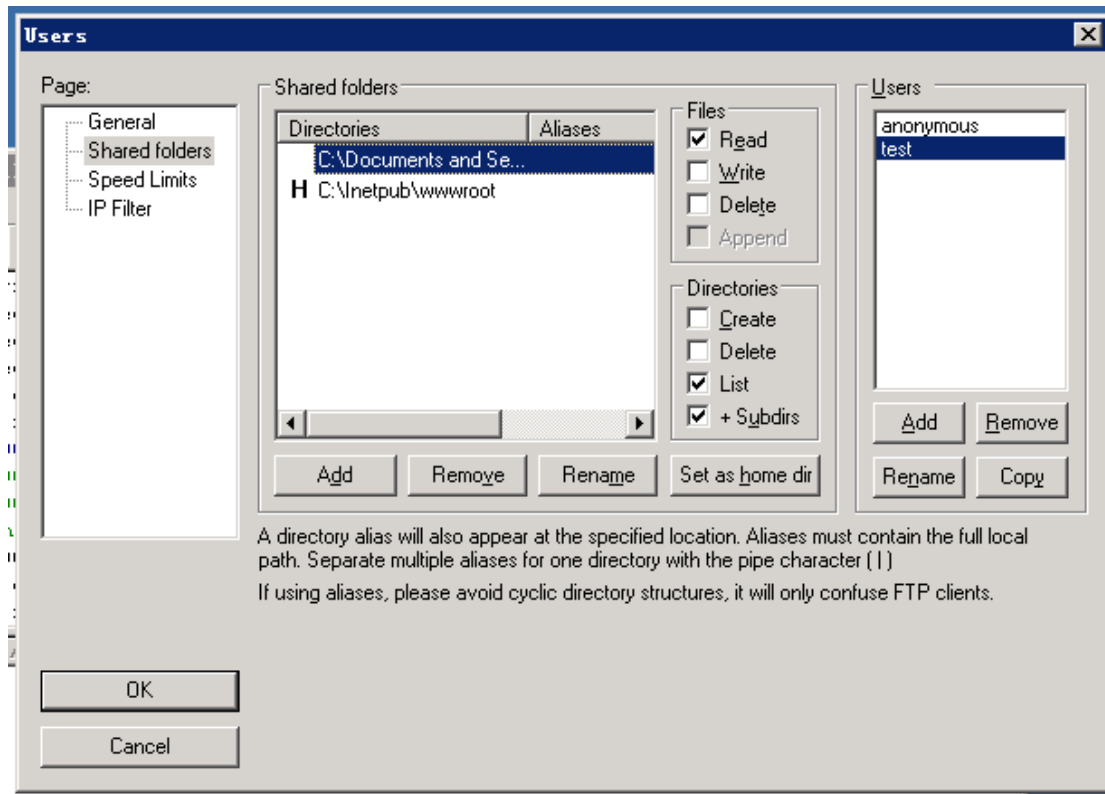 Users
Page:
General
Shared folders
Speed Limits
IP Filter
Shared folders
Directories Aliases
C:\Documents and Se...
H C:\Inetpub\wwwroot
Files
Read
Write
Delete
Append
Directories
Create
Delete
List
+ Subdirs
Add Remove Rename Set as home dir
Users
anonymous
test
Add Remove
Rename Copy
A directory alias will also appear at the specified location. Aliases must contain the full local
path. Separate multiple aliases for one directory with the pipe character ( | )
If using aliases, please avoid cyclic directory structures, it will only confuse FTP clients.
OK
Cancel